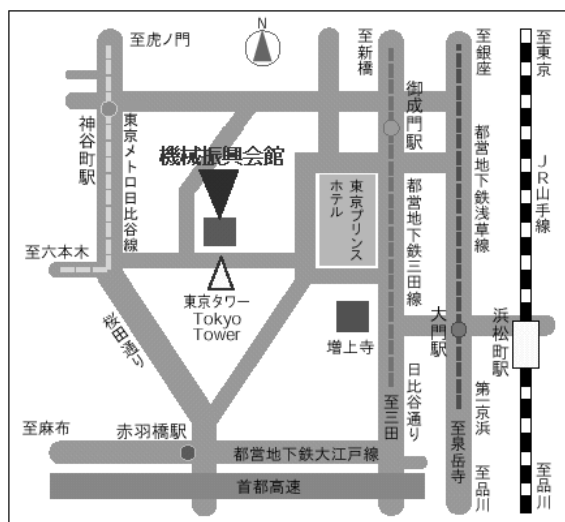 至虎ノ門
N
至新橋
至銀座
至東京
神谷町駅
東京メトロ日比谷線
機械振興会館
御成門駅
都営地下鉄浅草線
JR山手線
東京プリンス
ホテル
都営地下鉄三田線
至六本木
東京タワー
Tokyo
Tower
桜田通り
増上寺
大門駅
浜松町駅
日比谷通り
至三田
第一京浜
至泉岳寺
至品川
至品川
至麻布
赤羽橋駅
都営地下鉄大江戸線
首都高速